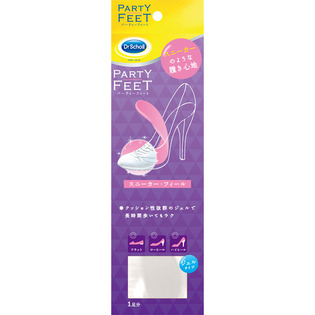 PARTY
FEET
パーティーフィート
Dr.Scholl
スニーカー
のような
履き心地
PARTY
FEET
パーティーフィート
スニーカー・フィール
クッション性抜群のジェルで
長時間歩いてもラク
フラット
ローヒール
ハイヒール
ジェル
タイプ
1足分